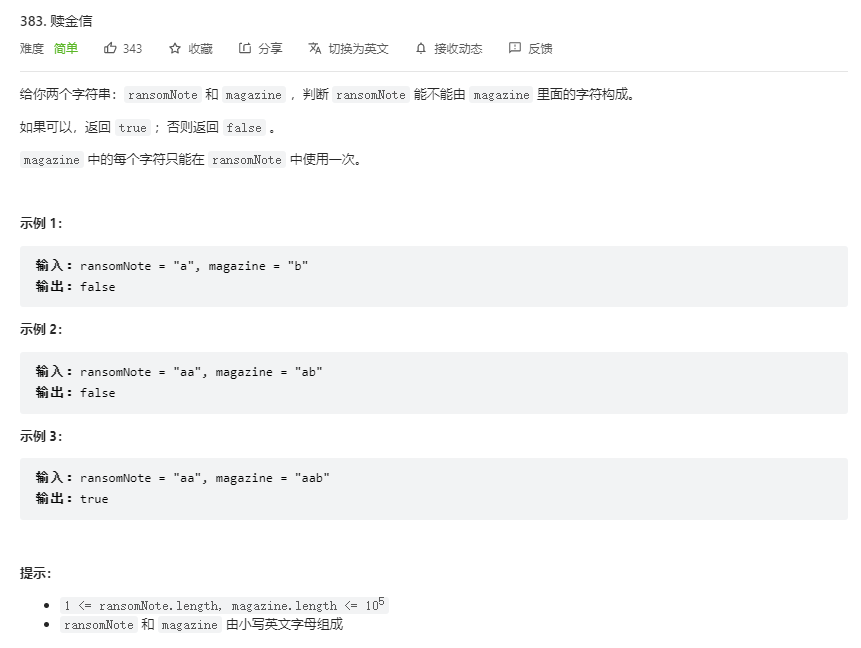 383. 赎金信
难度 简单 343 收藏 分享 切换为英文 接收动态 反馈
给你两个字符串：ransomNote 和 magazine ，判断 ransomNote 能不能由 magazine 里面的字符构成。
如果可以，返回 true ；否则返回 false 。
magazine 中的每个字符只能在 ransomNote 中使用一次。
示例 1：
输入：ransomNote = "a", magazine = "b"
输出：false
示例 2：
输入：ransomNote = "aa", magazine = "ab"
输出：false
示例 3：
输入：ransomNote = "aa", magazine = "aab"
输出：true
提示：
1 <= ransomNote.length, magazine.length <= 10⁵
ransomNote 和 magazine 由小写英文字母组成